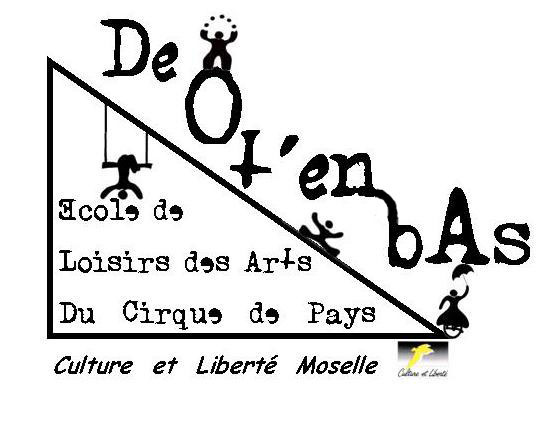 De Ot'en bAs
Ecole de
Loisirs des Arts
Du Cirque de Pays
Culture et Liberté Moselle
Culture et Liberté